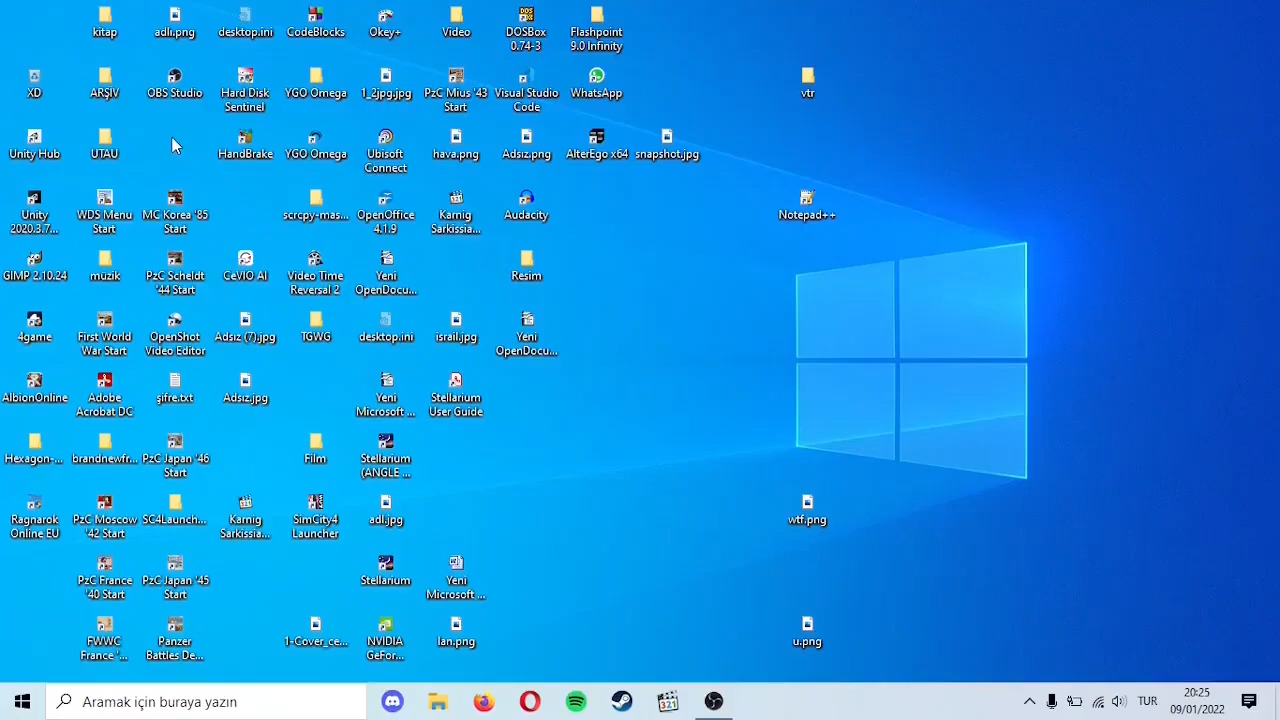 kitap
adlı.png
desktop.ini
CodeBlocks
Okey+
Video
DOSBox
0.74-3
Flashpoint
9.0 Infinity
XD
ARŞİV
OBS Studio
Hard Disk
Sentinel
YGO Omega
1_2jpg.jpg
PzC Mius '43
Start
Visual Studio
Code
WhatsApp
vtr
Unity Hub
UTAU
HandBrake
YGO Omega
Ubisoft
Connect
hava.png
Adsız.png
AlterEgo x64
snapshot.jpg
Unity
2020.3.7...
WDS Menu
Start
MC Korea '85
Start
scrcpy-mas...
OpenOffice
4.1.9
Karnig
Sarkissia...
Audacity
Notepad++
GIMP 2.10.24
müzik
PzC Scheldt
'44 Start
CeVIO AI
Video Time
Reversal 2
Yeni
OpenDocu...
Resim
4game
First World
War Start
OpenShot
Video Editor
Adsız (7).jpg
TGWG
desktop.ini
israil.jpg
Yeni
OpenDocu...
AlbionOnline
Adobe
Acrobat DC
şifre.txt
Adsız.jpg
Yeni
Microsoft ...
Stellarium
User Guide
Hexagon-...
brandnewfr...
PzC Japan '46
Start
Film
Stellarium
(ANGLE ...
Ragnarok
Online EU
PzC Moscow
'42 Start
SC4Launch...
Karnig
Sarkissia...
SimCity4
Launcher
adl.jpg
wtf.png
PzC France
'40 Start
PzC Japan '45
Start
Stellarium
Yeni
Microsoft ...
FWWC
France '...
Panzer
Battles De...
1-Cover_ce...
NVIDIA
GeFor...
lan.png
u.png
Aramak için buraya yazın
321
TUR
20:25
09/01/2022